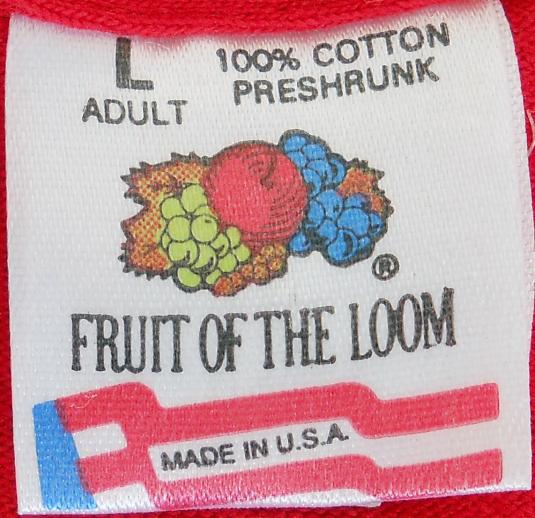 L 100% COTTON
ADULT PRESHRUNK
®
FRUIT OF THE LOOM
MADE IN U.S.A.